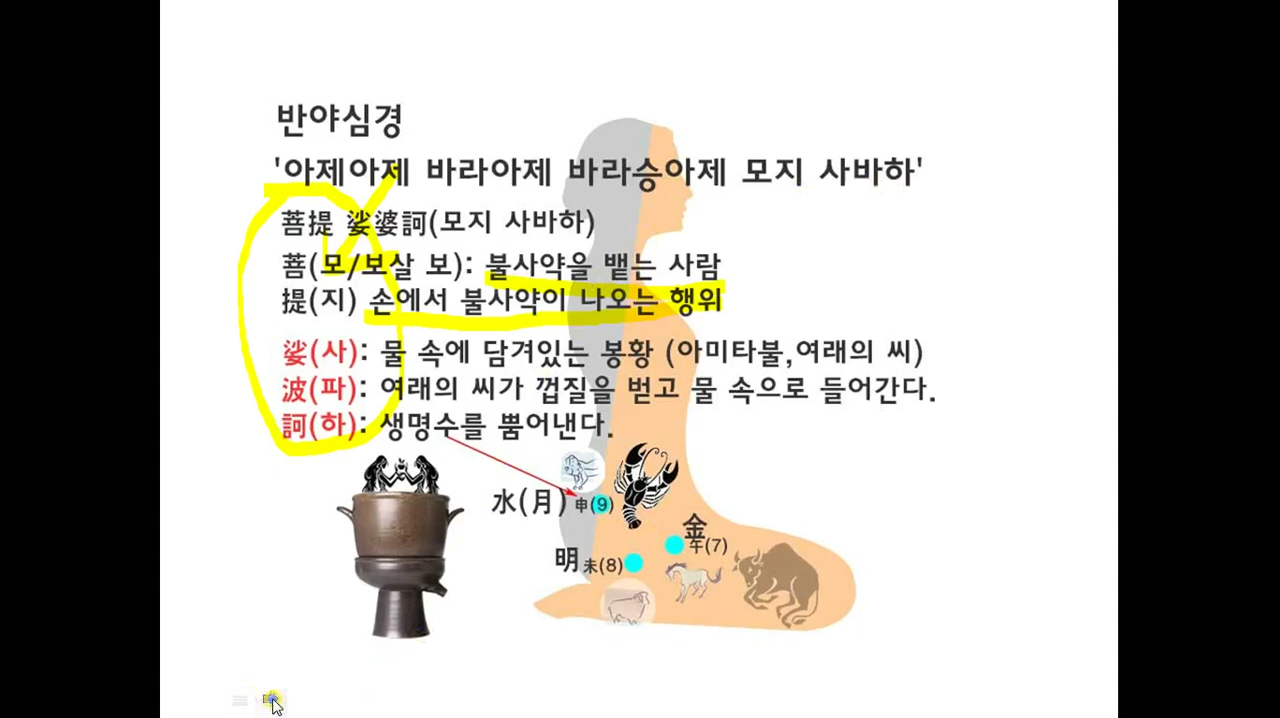 반야심경
'아제아제 바라아제 바라승아제 모지 사바하'
菩提 娑婆訶(모지 사바하)
菩(모/보살 보): 불사약을 뱉는 사람
提(지) 손에서 불사약이 나오는 행위
娑(사): 물 속에 담겨있는 봉황 (아미타불,여래의 씨)
波(파): 여래의 씨가 껍질을 벗고 물 속으로 들어간다.
訶(하): 생명수를 뿜어낸다.
水(月) 申(9)
金
午(7)
明 未(8)